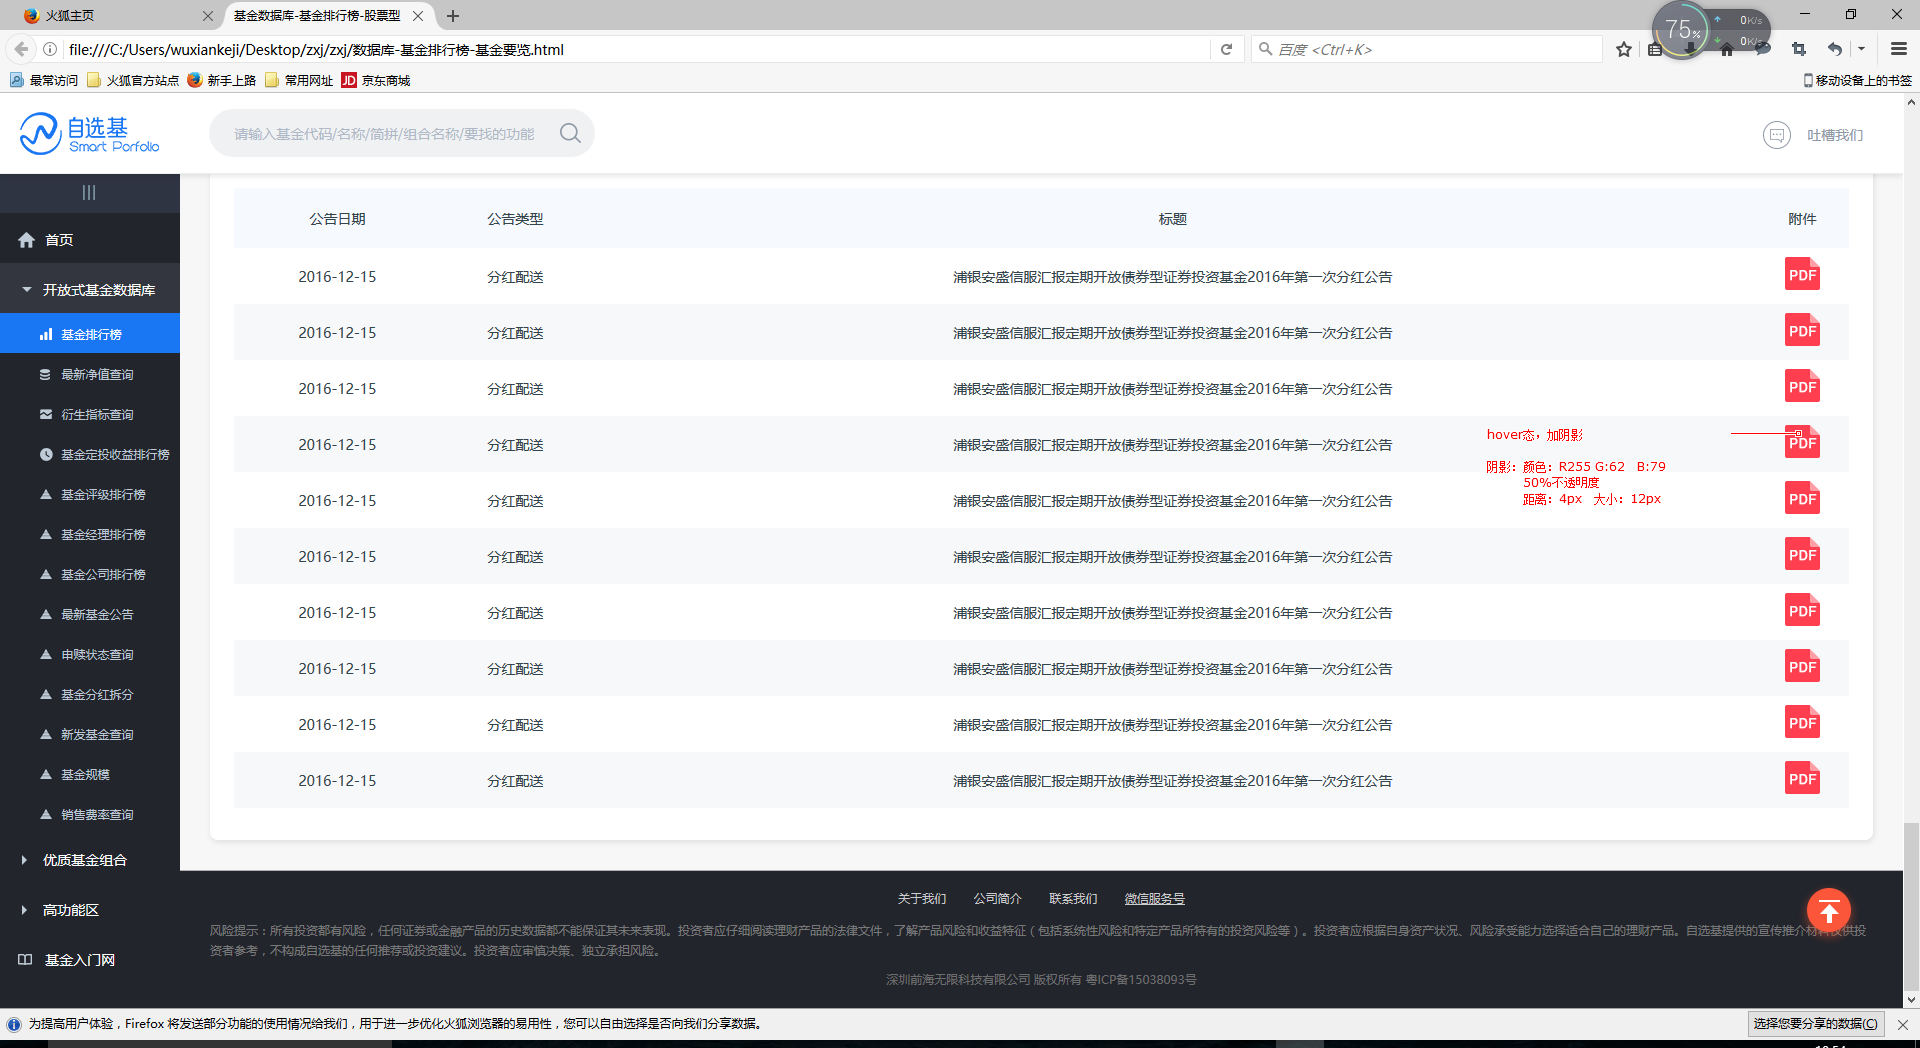 火狐主页
基金数据库-基金排行榜-股票型
75%
0K/s
0K/s
file:///C:/Users/wuxiankeji/Desktop/zxj/zxj/数据库-基金排行榜-基金要览.html
百度 <Ctrl+K>
最常访问
火狐官方站点
新手上路
常用网址
JD 京东商城
移动设备上的书签
自选基
Smart Porfolio
请输入基金代码/名称/简拼/组合名称/要找的功能
吐槽我们
首页
开放式基金数据库
基金排行榜
最新净值查询
衍生指标查询
基金定投收益排行榜
基金评级排行榜
基金经理排行榜
基金公司排行榜
最新基金公告
申赎状态查询
基金分红拆分
新发基金查询
基金规模
销售费率查询
优质基金组合
高功能区
基金入门网
公告日期 公告类型 标题 附件
2016-12-15 分红配送 浦银安盛信服汇报定期开放债券型证券投资基金2016年第一次分红公告 PDF
2016-12-15 分红配送 浦银安盛信服汇报定期开放债券型证券投资基金2016年第一次分红公告 PDF
2016-12-15 分红配送 浦银安盛信服汇报定期开放债券型证券投资基金2016年第一次分红公告 PDF
2016-12-15 分红配送 浦银安盛信服汇报定期开放债券型证券投资基金2016年第一次分红公告 PDF
2016-12-15 分红配送 浦银安盛信服汇报定期开放债券型证券投资基金2016年第一次分红公告 PDF
2016-12-15 分红配送 浦银安盛信服汇报定期开放债券型证券投资基金2016年第一次分红公告 PDF
2016-12-15 分红配送 浦银安盛信服汇报定期开放债券型证券投资基金2016年第一次分红公告 PDF
2016-12-15 分红配送 浦银安盛信服汇报定期开放债券型证券投资基金2016年第一次分红公告 PDF
2016-12-15 分红配送 浦银安盛信服汇报定期开放债券型证券投资基金2016年第一次分红公告 PDF
2016-12-15 分红配送 浦银安盛信服汇报定期开放债券型证券投资基金2016年第一次分红公告 PDF
hover态，加阴影
阴影：颜色：R255 G:62 B:79
50%不透明度
距离：4px 大小：12px
关于我们 公司简介 联系我们 微信服务号
风险提示：所有投资都有风险，任何证券或金融产品的历史数据都不能保证其未来表现。投资者应仔细阅读理财产品的法律文件，了解产品风险和收益特征（包括系统性风险和特定产品所特有的投资风险等）。投资者应根据自身资产状况、风险承受能力选择适合自己的理财产品。自选基提供的宣传推介材料仅供投
资者参考，不构成自选基的任何推荐或投资建议。投资者应审慎决策、独立承担风险。
深圳前海无限科技有限公司 版权所有 粤ICP备15038093号
为提高用户体验，Firefox 将发送部分功能的使用情况给我们，用于进一步优化火狐浏览器的易用性，您可以自由选择是否向我们分享数据。
选择您要分享的数据(C)